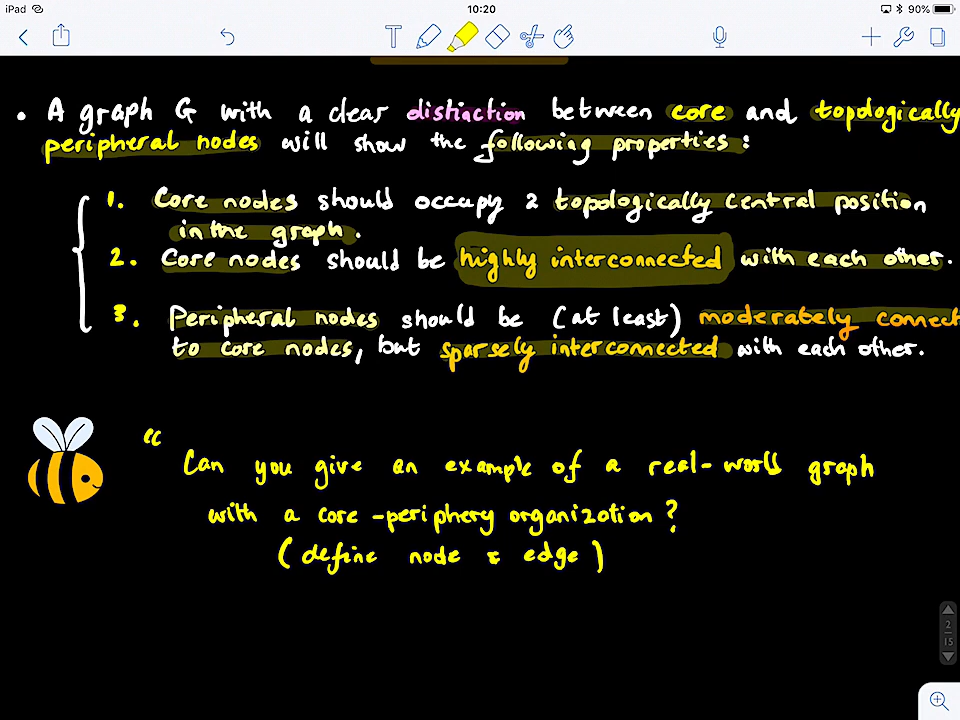 iPad
10:20
90%
T
• A graph G with a clear distinction between core and topologically
peripheral nodes will show the following properties :
1. Core nodes should occupy a topologically central position
in the graph.
2. Core nodes should be highly interconnected with each other.
3. Peripheral nodes should be (at least) moderately connect
to core nodes, but sparsely interconnected with each other.
“
Can you give an example of a real-world graph
with a core-periphery organization?
(define node & edge)
2
15